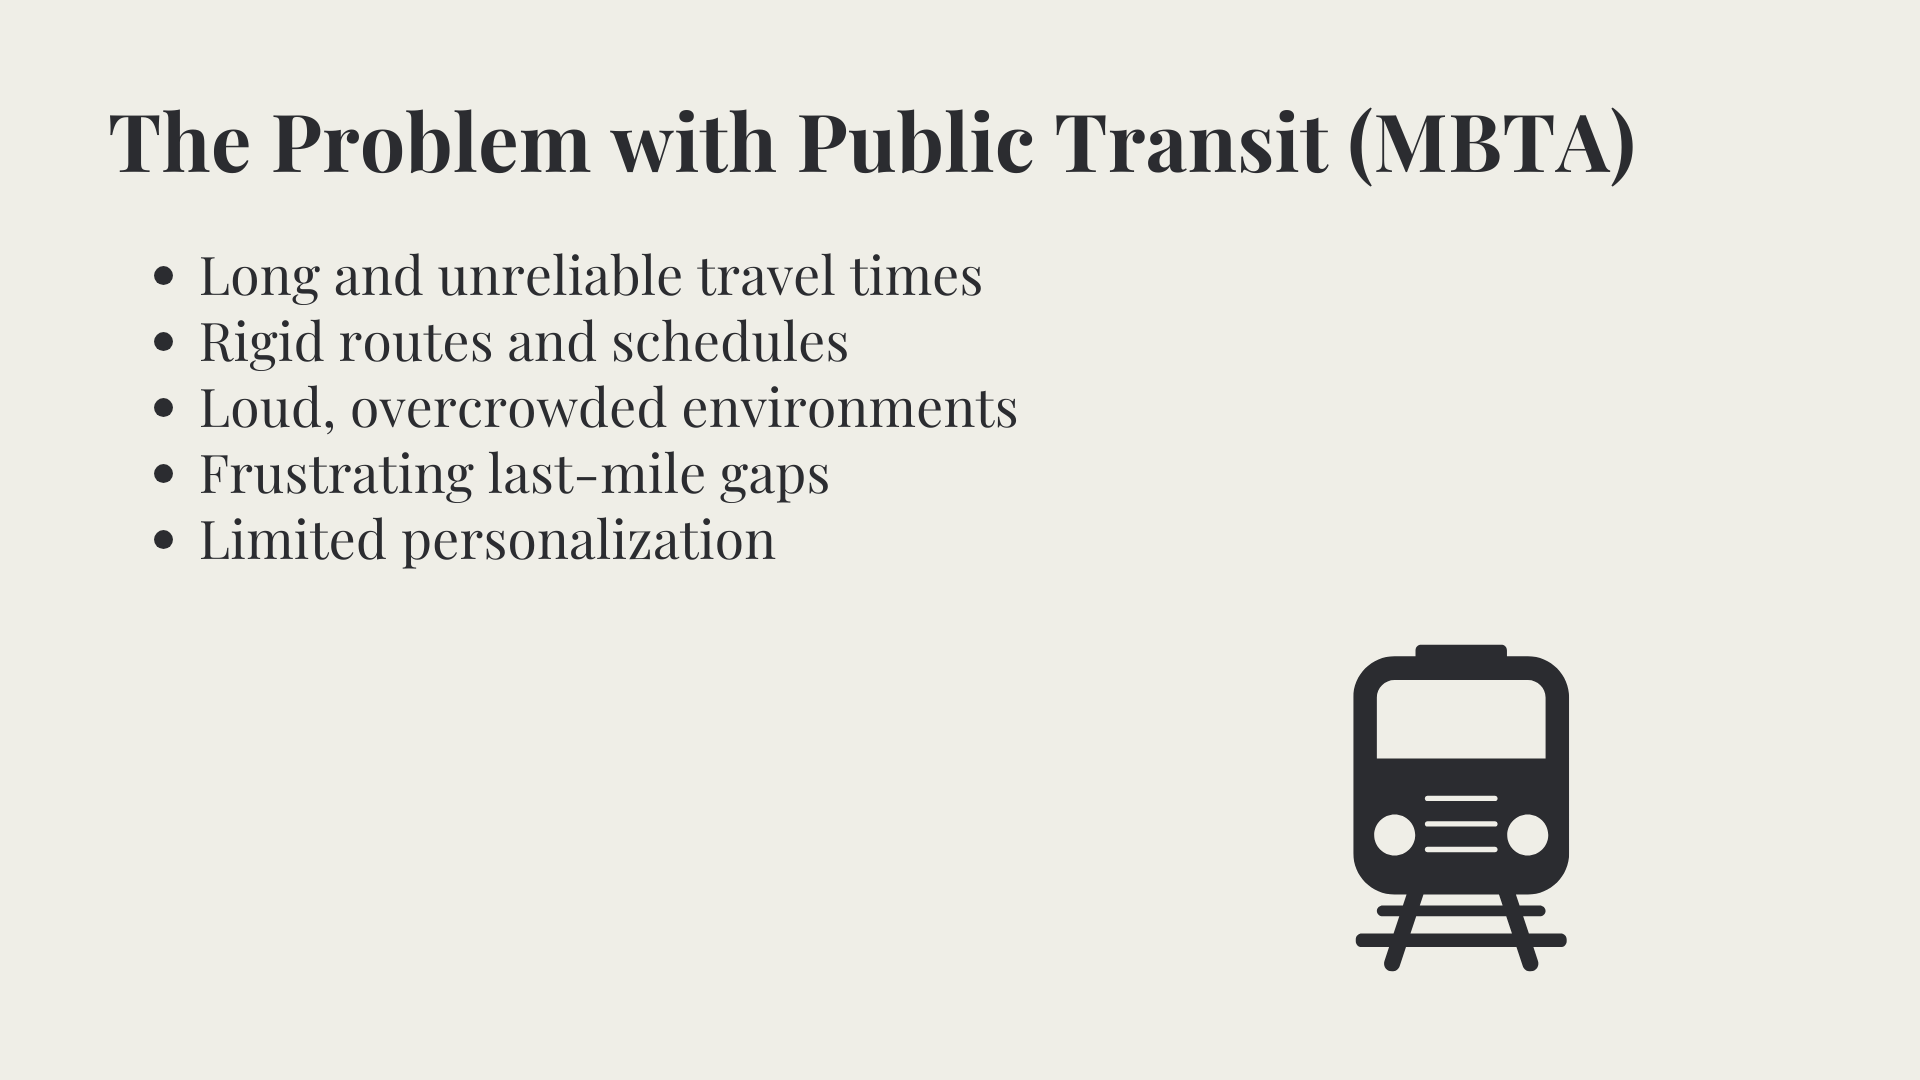 The Problem with Public Transit (MBTA)
• Long and unreliable travel times
• Rigid routes and schedules
• Loud, overcrowded environments
• Frustrating last-mile gaps
• Limited personalization